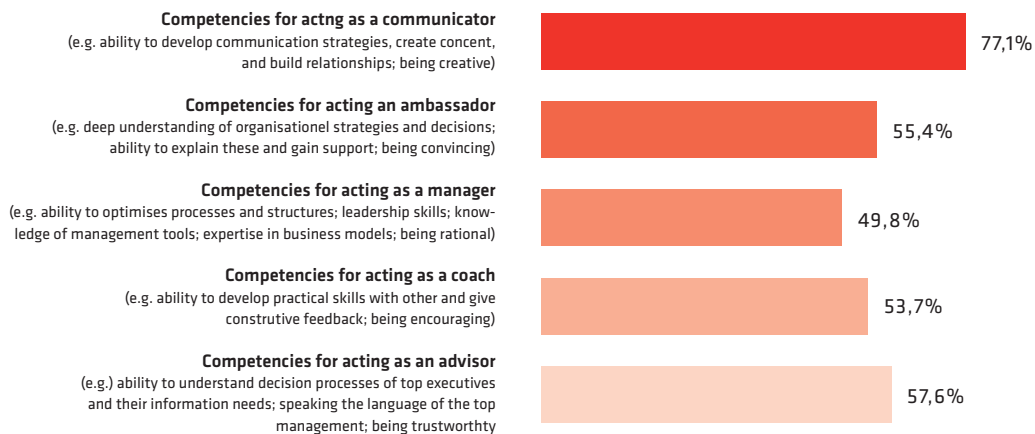 Competencies for actng as a communicator
(e.g. ability to develop communication strategies, create concent,
and build relationships; being creative)
77,1%
Competencies for acting an ambassador
(e.g. deep understanding of organisationel strategies and decisions;
ability to explain these and gain support; being convincing)
55,4%
Competencies for acting as a manager
(e.g. ability to optimises processes and structures; leadership skills; know-
ledge of management tools; expertise in business models; being rational)
49,8%
Competencies for acting as a coach
(e.g. ability to develop practical skills with other and give
construtive feedback; being encouraging)
53,7%
Competencies for acting as an advisor
(e.g.) ability to understand decision processes of top executives
and their information needs; speaking the language of the top
management; being trustworthty
57,6%